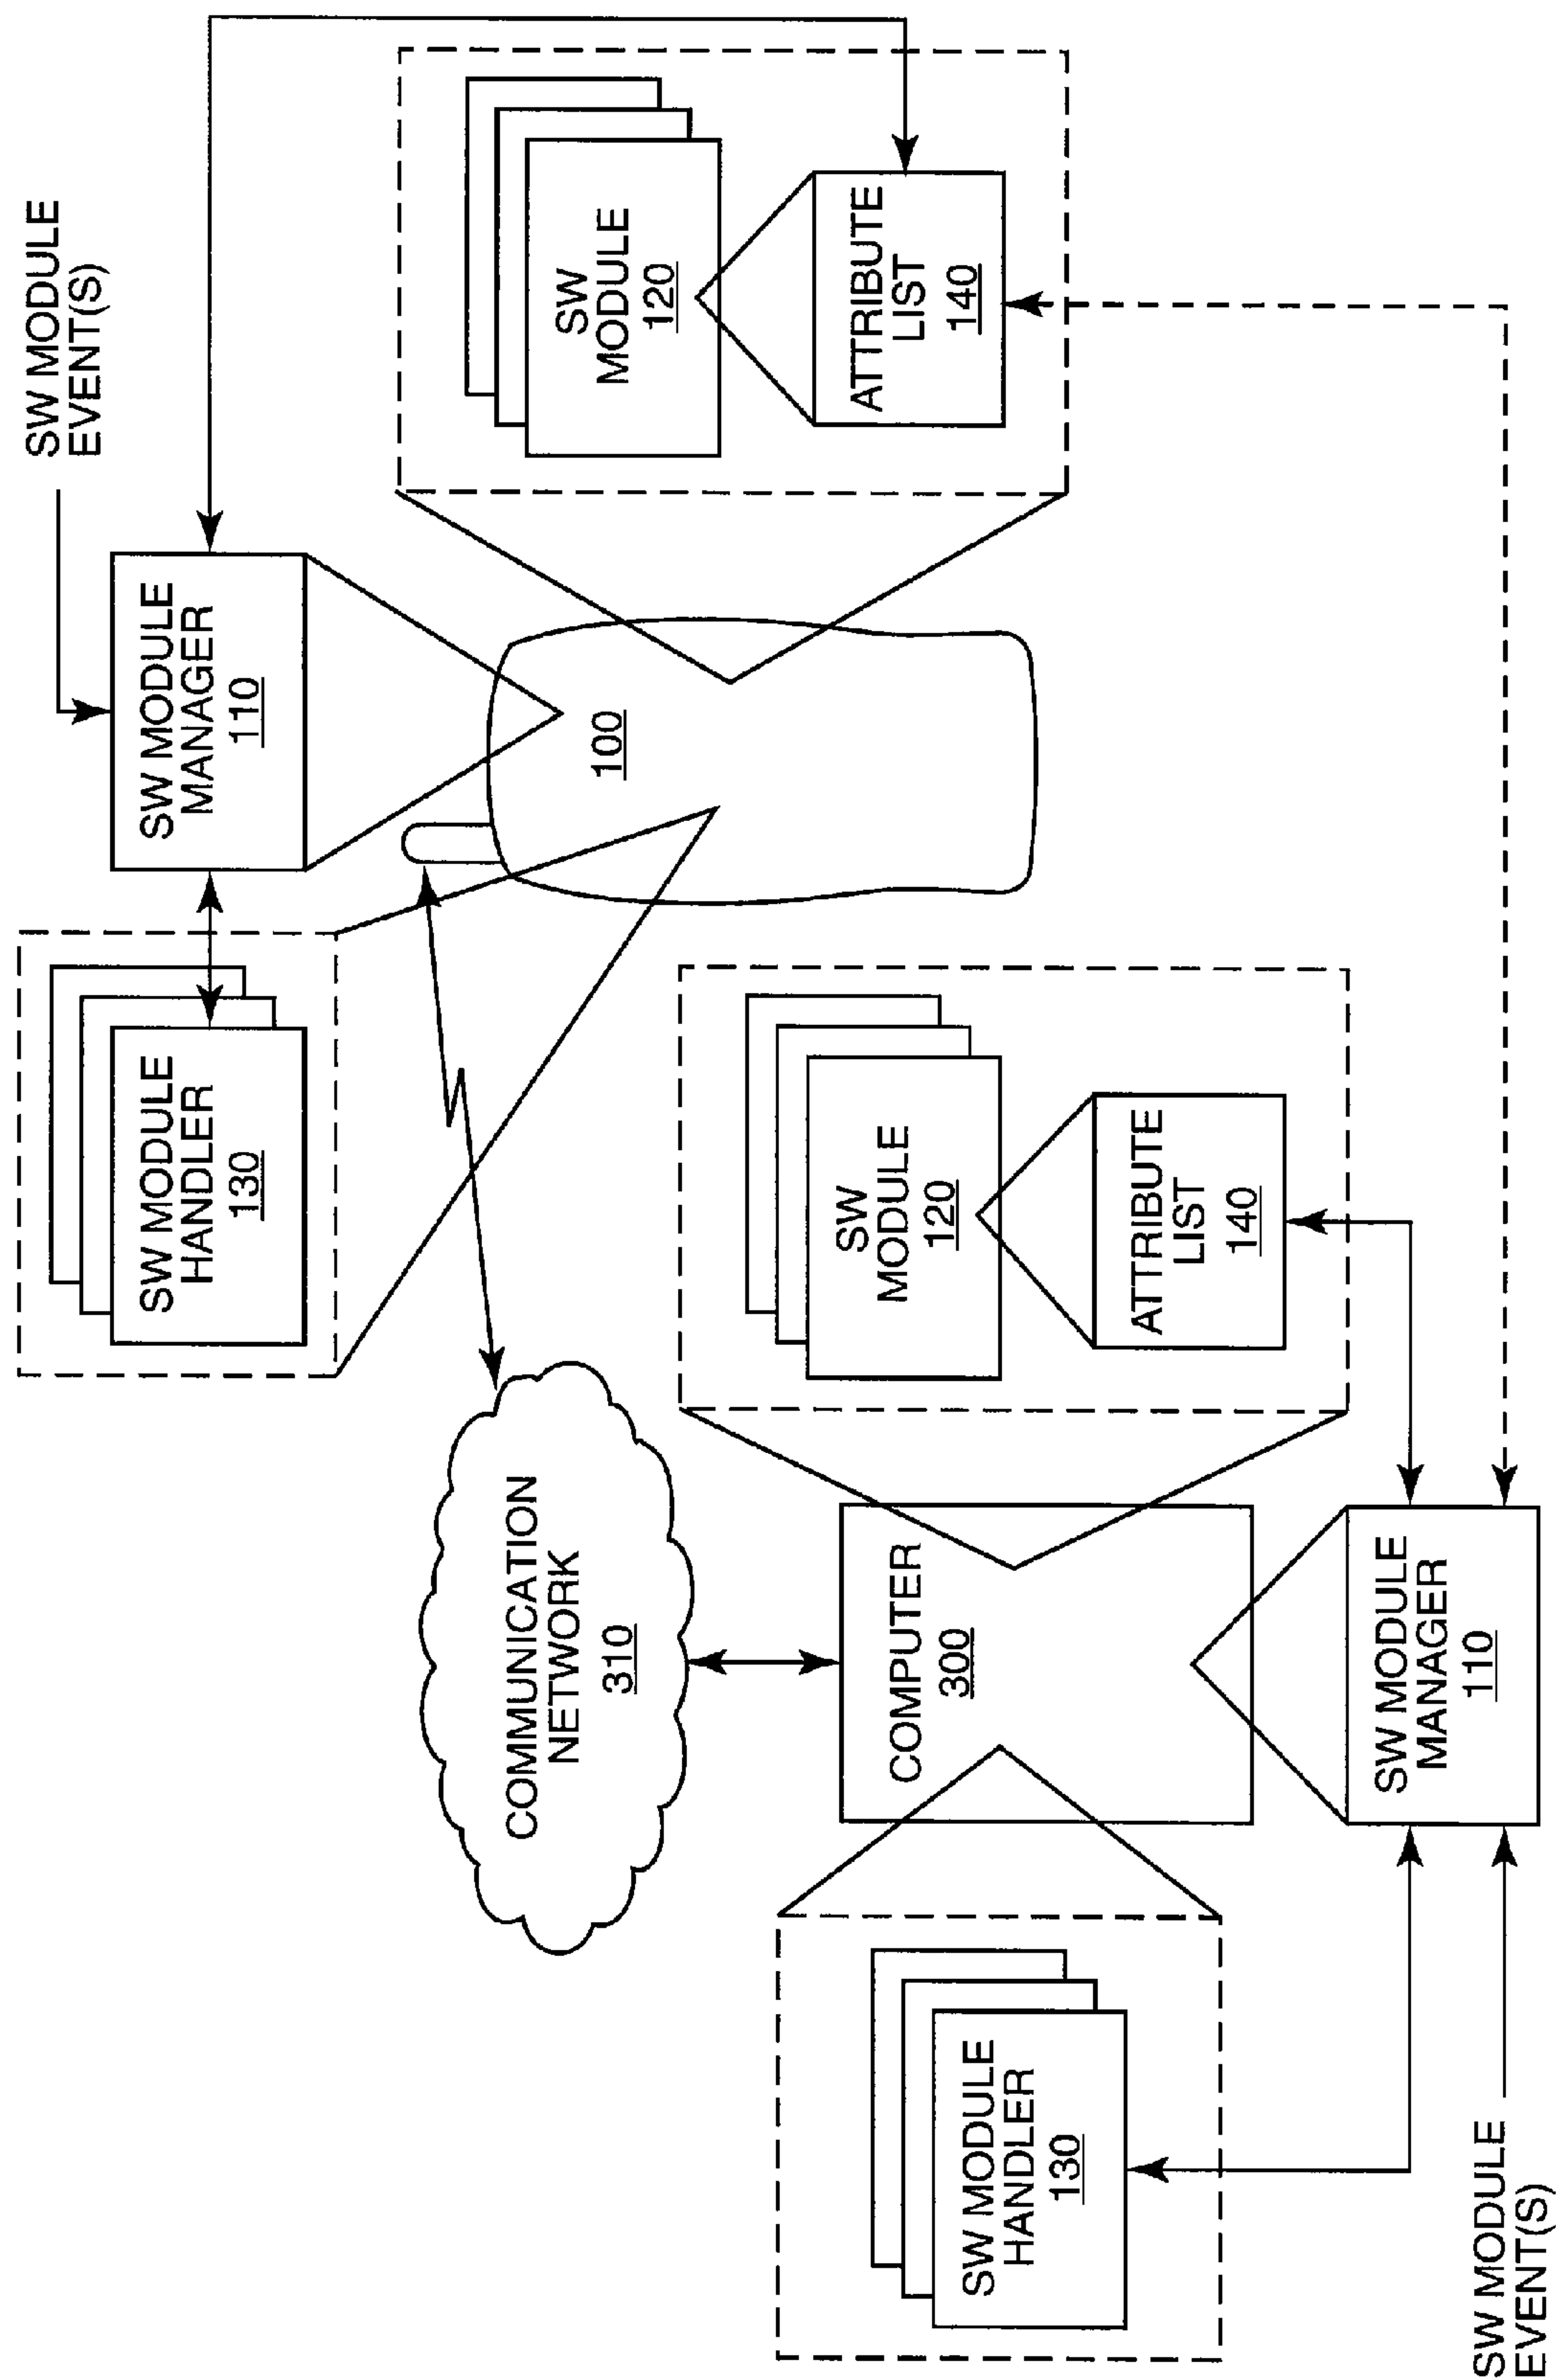 SW MODULE
EVENT(S)
SW MODULE
HANDLER
130
SW MODULE
MANAGER
110
SW
MODULE
120
ATTRIBUTE
LIST
140
100
COMMUNICATION
NETWORK
310
COMPUTER
300
SW
MODULE
120
ATTRIBUTE
LIST
140
SW MODULE
HANDLER
130
SW MODULE
MANAGER
110
SW MODULE
EVENT(S)